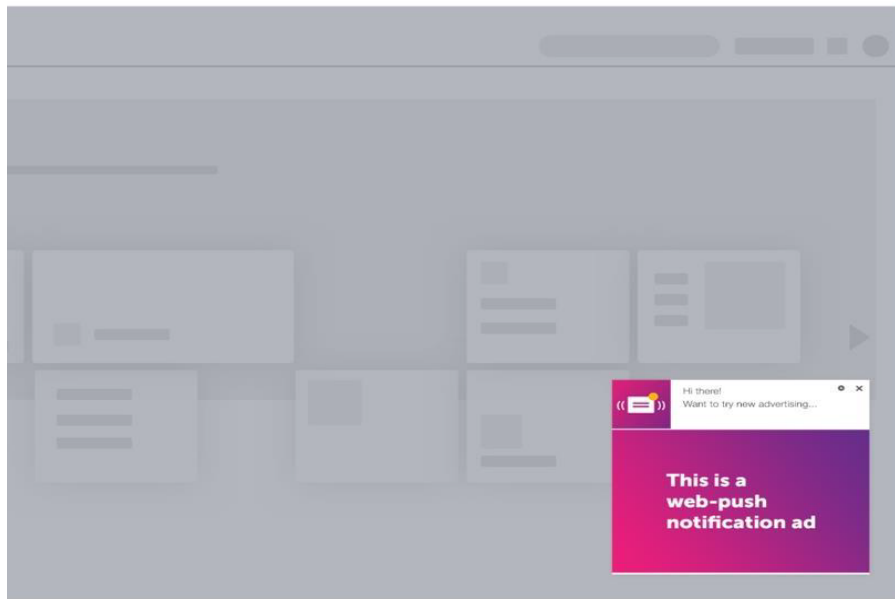 Hi there!
Want to try new advertising...
This is a
web-push
notification ad